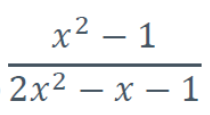 x² − 1
2x² − x − 1